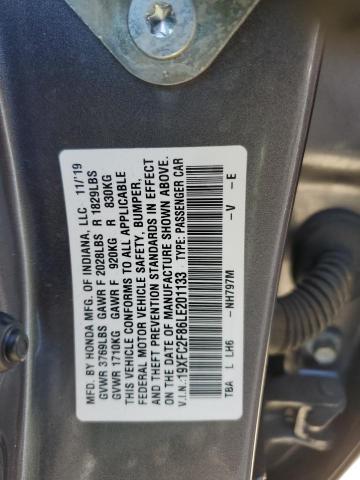 MFD. BY HONDA MFG. OF INDIANA, LLC 11/'19
GVWR 3769LBS GAWR F 2028LBS R 1829LBS
GVWR 1710KG GAWR F 920KG R 830KG
THIS VEHICLE CONFORMS TO ALL APPLICABLE
FEDERAL MOTOR VEHICLE SAFETY, BUMPER,
AND THEFT PREVENTION STANDARDS IN EFFECT
ON THE DATE OF MANUFACTURE SHOWN ABOVE.
V.I.N.: 19XFC2F86LE201133 TYPE: PASSENGER CAR
TBA L LH6 -NH797M -V -E